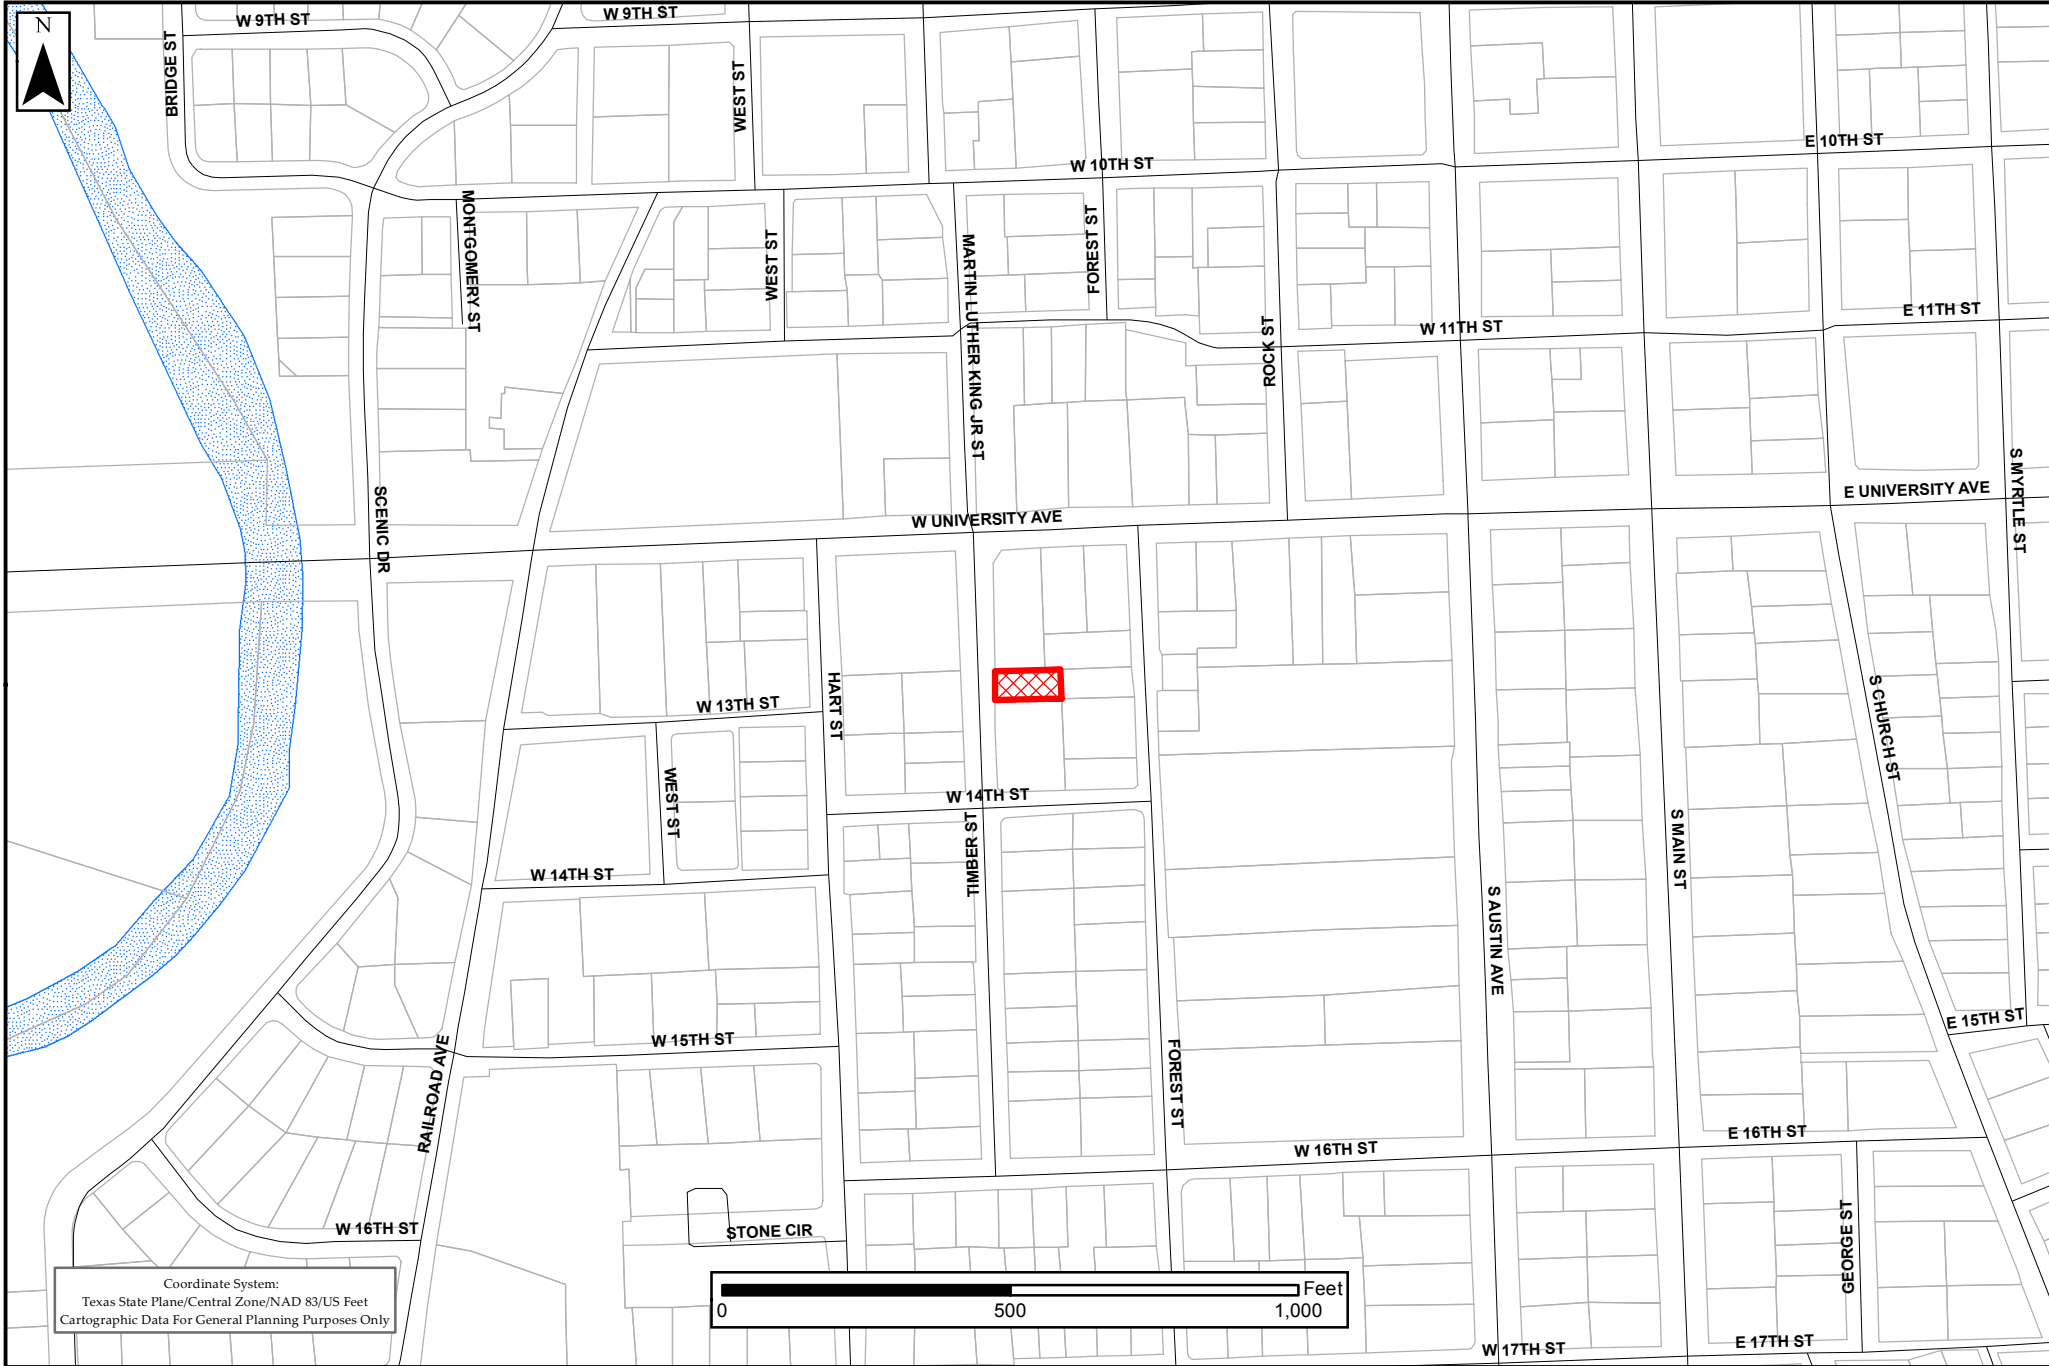 W 9TH ST
W 9TH ST
N
BRIDGE ST
WEST ST
E 10TH ST
W 10TH ST
MONTGOMERY ST
WEST ST
MARTIN LUTHER KING JR ST
FOREST ST
E 11TH ST
W 11TH ST
ROCK ST
SCENIC DR
S MYRTLE ST
E UNIVERSITY AVE
W UNIVERSITY AVE
HART ST
W 13TH ST
S CHURCH ST
WEST ST
W 14TH ST
TIMBER ST
S MAIN ST
W 14TH ST
S AUSTIN AVE
E 15TH ST
W 15TH ST
RAILROAD AVE
FOREST ST
E 16TH ST
W 16TH ST
W 16TH ST
STONE CIR
GEORGE ST
Coordinate System:
Texas State Plane/Central Zone/NAD 83/US Feet
Cartographic Data For General Planning Purposes Only
Feet
0 500 1,000
W 17TH ST
E 17TH ST